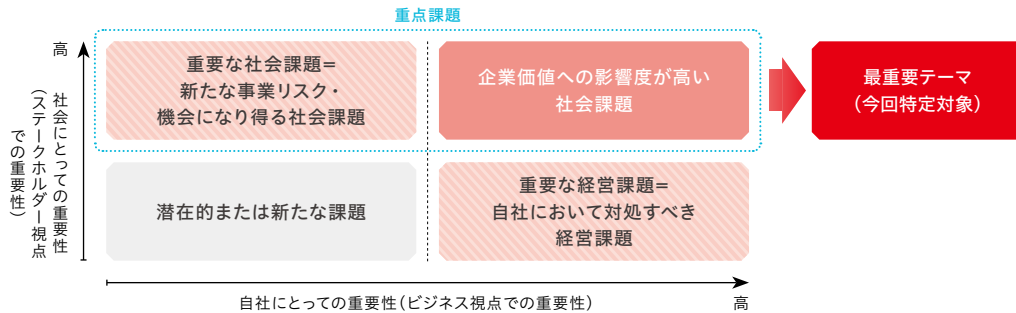 重点課題
高
社会にとっての重要性
(ステークホルダー視点
での重要性)
重要な社会課題=
新たな事業リスク・
機会になり得る社会課題
企業価値への影響度が高い
社会課題
最重要テーマ
(今回特定対象)
潜在的または新たな課題
重要な経営課題=
自社において対処すべき
経営課題
自社にとっての重要性(ビジネス視点での重要性)
高